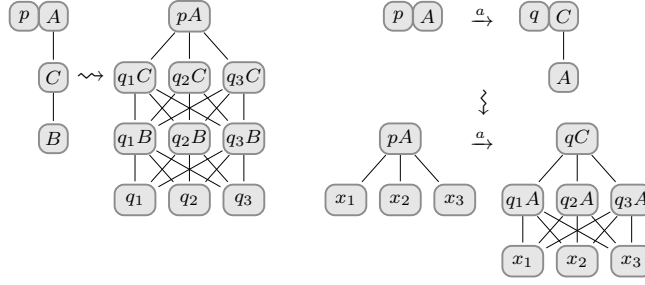 p A
C
B
⇝
pA
q₁C q₂C q₃C
q₁B q₂B q₃B
q₁ q₂ q₃
p A →ᵃ q C
A
⇝
pA →ᵃ qC
x₁ x₂ x₃
q₁A q₂A q₃A
x₁ x₂ x₃